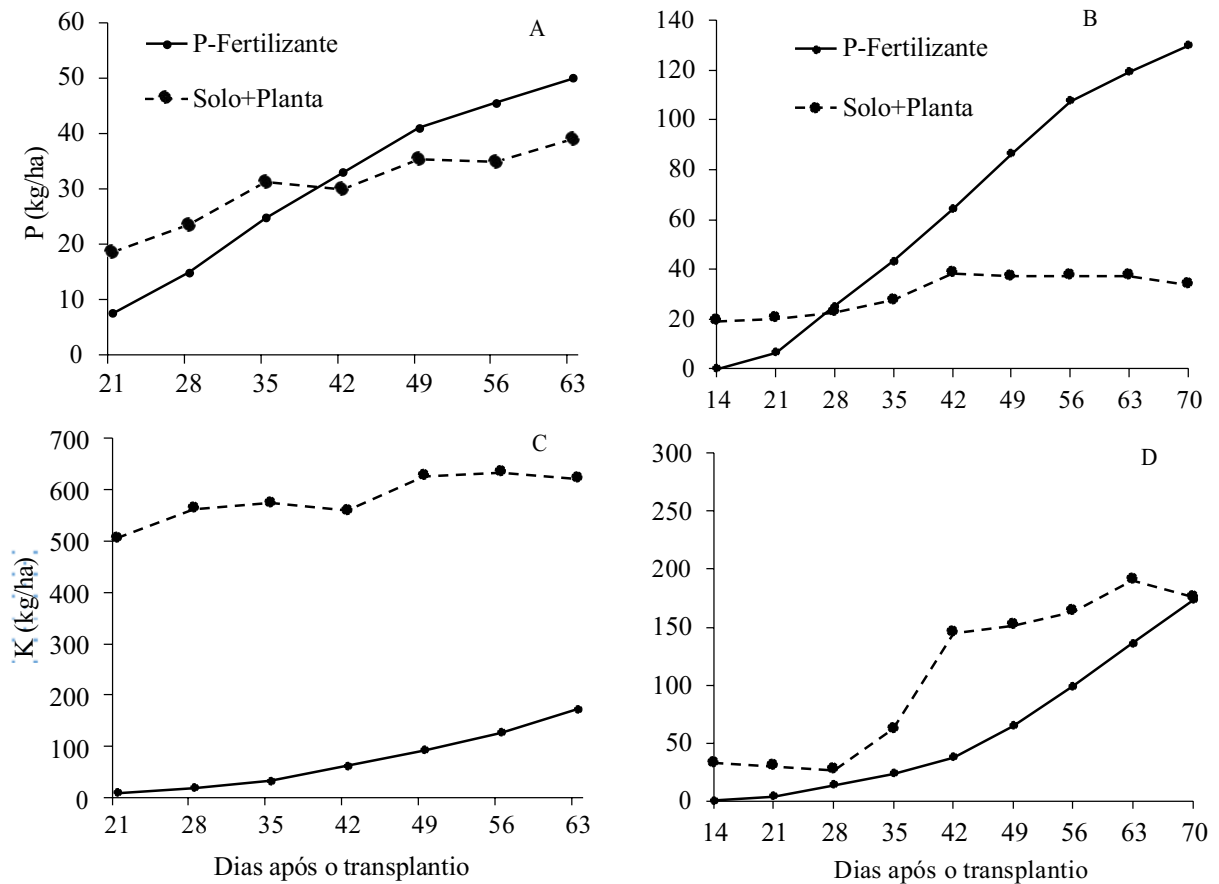 A
P-Fertilizante
Solo+Planta
P (kg/ha)
60
50
40
30
20
10
0
21 28 35 42 49 56 63
B
P-Fertilizante
Solo+Planta
140
120
100
80
60
40
20
0
14 21 28 35 42 49 56 63 70
C
K (kg/ha)
700
600
500
400
300
200
100
0
21 28 35 42 49 56 63
Dias após o transplantio
D
300
250
200
150
100
50
0
14 21 28 35 42 49 56 63 70
Dias após o transplantio